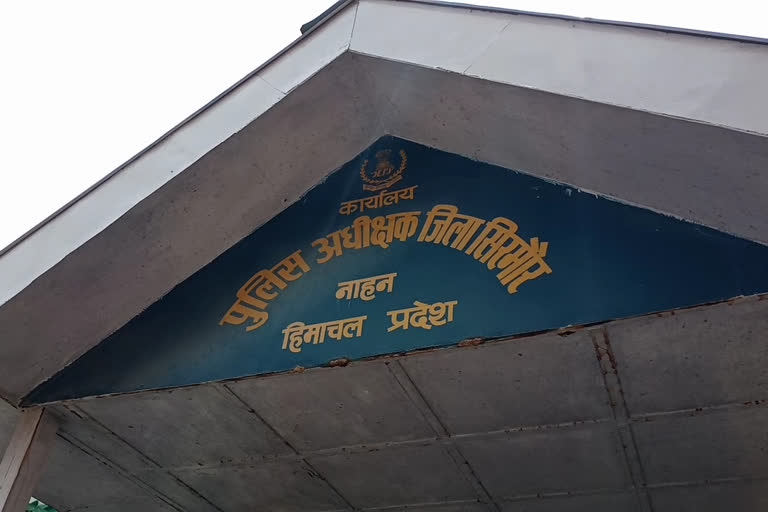 कार्यालय
पुलिस अधीक्षक जिला सिरमौर
नाहन
हिमाचल प्रदेश